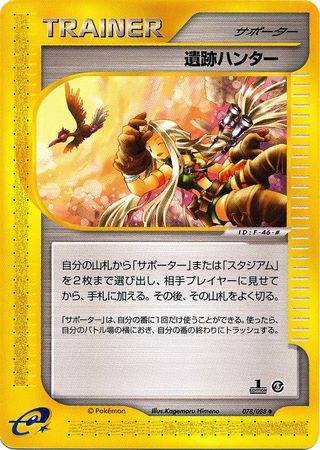 TRAINER
サポーター
遺跡ハンター
ID:F-46-#
自分の山札から「サポーター」または「スタジアム」
を2枚まで選び出し、相手プレイヤーに見せて
から、手札に加える。その後、その山札をよく切る。
「サポーター」は、自分の番に1回だけ使うことができる。使ったら、
自分のバトル場の横におき、自分の番の終わりにトラッシュする。
1
EDITION
e
© Pokémon
Illus.Kagemaru Himeno
078/088